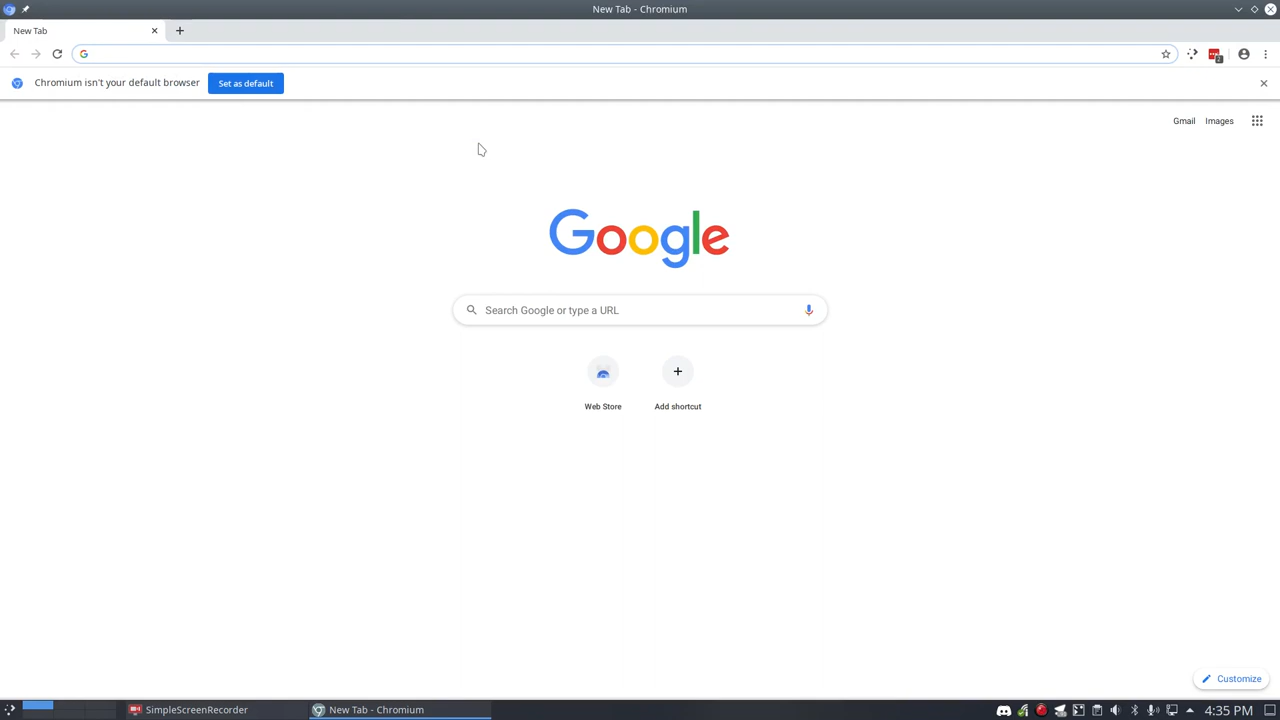 New Tab - Chromium
New Tab
Chromium isn't your default browser
Set as default
Gmail
Images
Google
Search Google or type a URL
Web Store
Add shortcut
Customize
SimpleScreenRecorder
New Tab - Chromium
4:35 PM